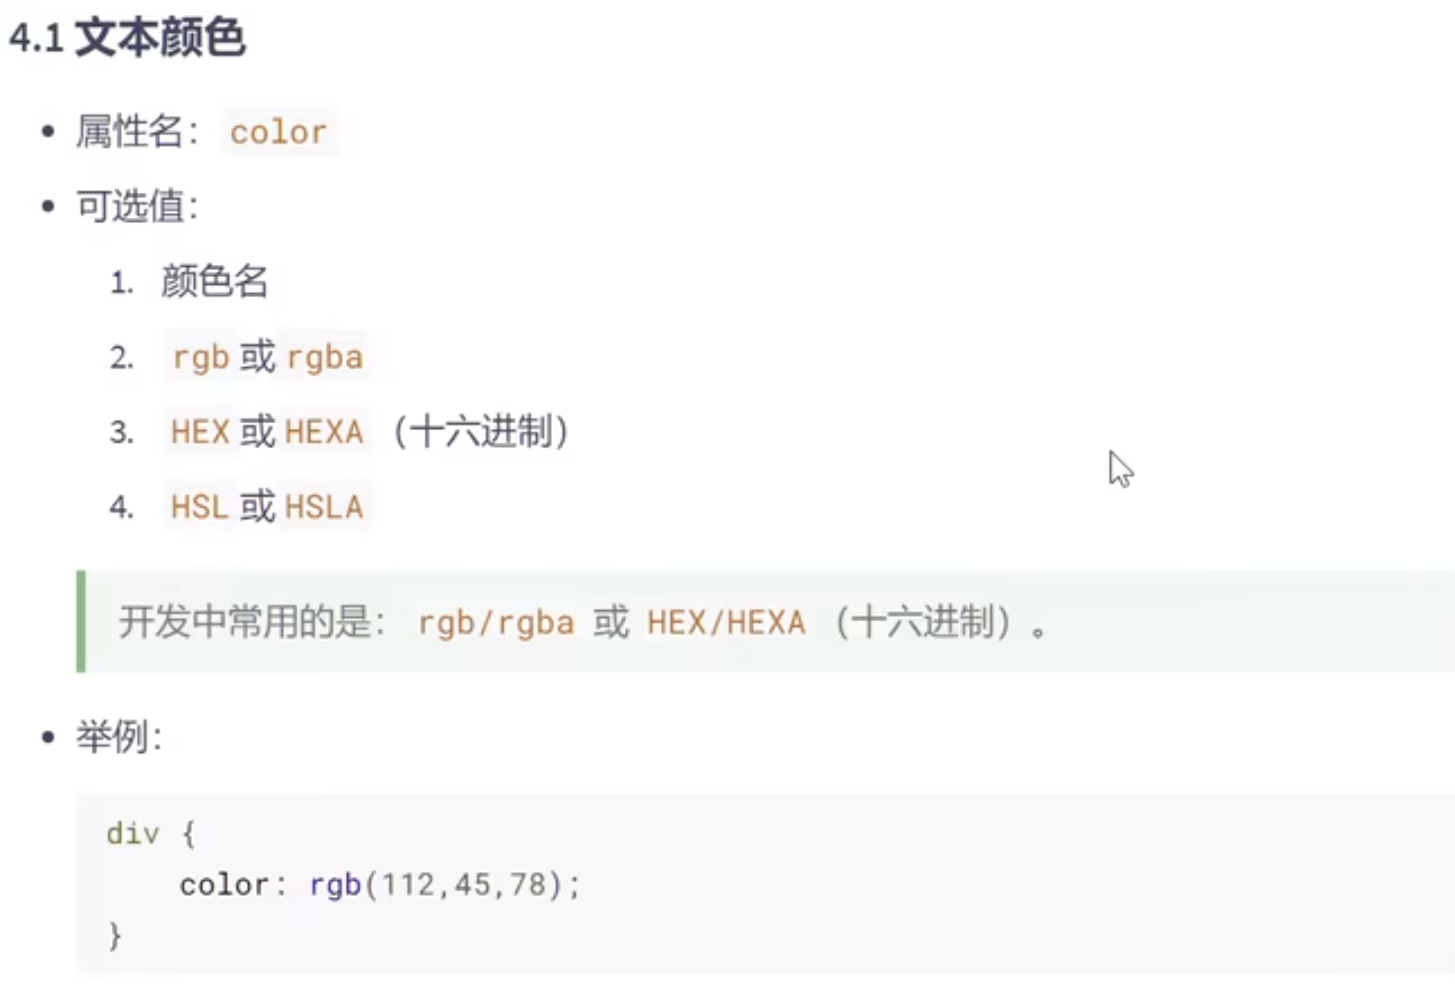 4.1 文本颜色
• 属性名： color
• 可选值：
1. 颜色名
2. rgb 或 rgba
3. HEX 或 HEXA （十六进制）
4. HSL 或 HSLA
开发中常用的是： rgb/rgba 或 HEX/HEXA （十六进制）。
• 举例：
div {
    color: rgb(112,45,78);
}